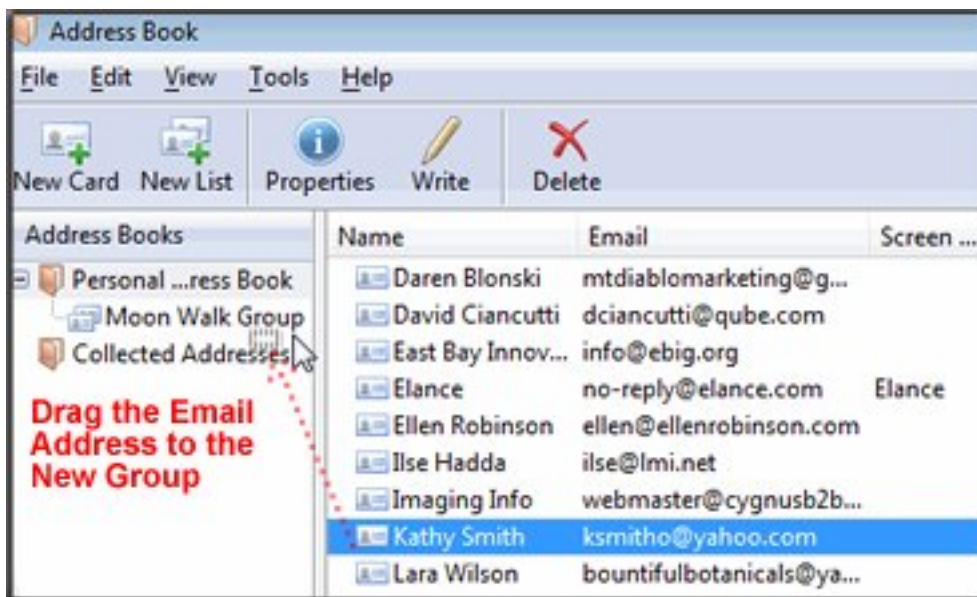 Address Book
File Edit View Tools Help
New Card New List Properties Write Delete
Address Books Name Email Screen ...
Personal ...ress Book Daren Blonski mtdiablomarketing@g...
Moon Walk Group David Ciancutti dciancutti@qube.com
Collected Addresses East Bay Innov... info@ebig.org
Elance no-reply@elance.com Elance
Drag the Email
Address to the
New Group
Ellen Robinson ellen@ellenrobinson.com
Ilse Hadda ilse@lmi.net
Imaging Info webmaster@cygnusb2b...
Kathy Smith ksmitho@yahoo.com
Lara Wilson bountifulbotanicals@ya...